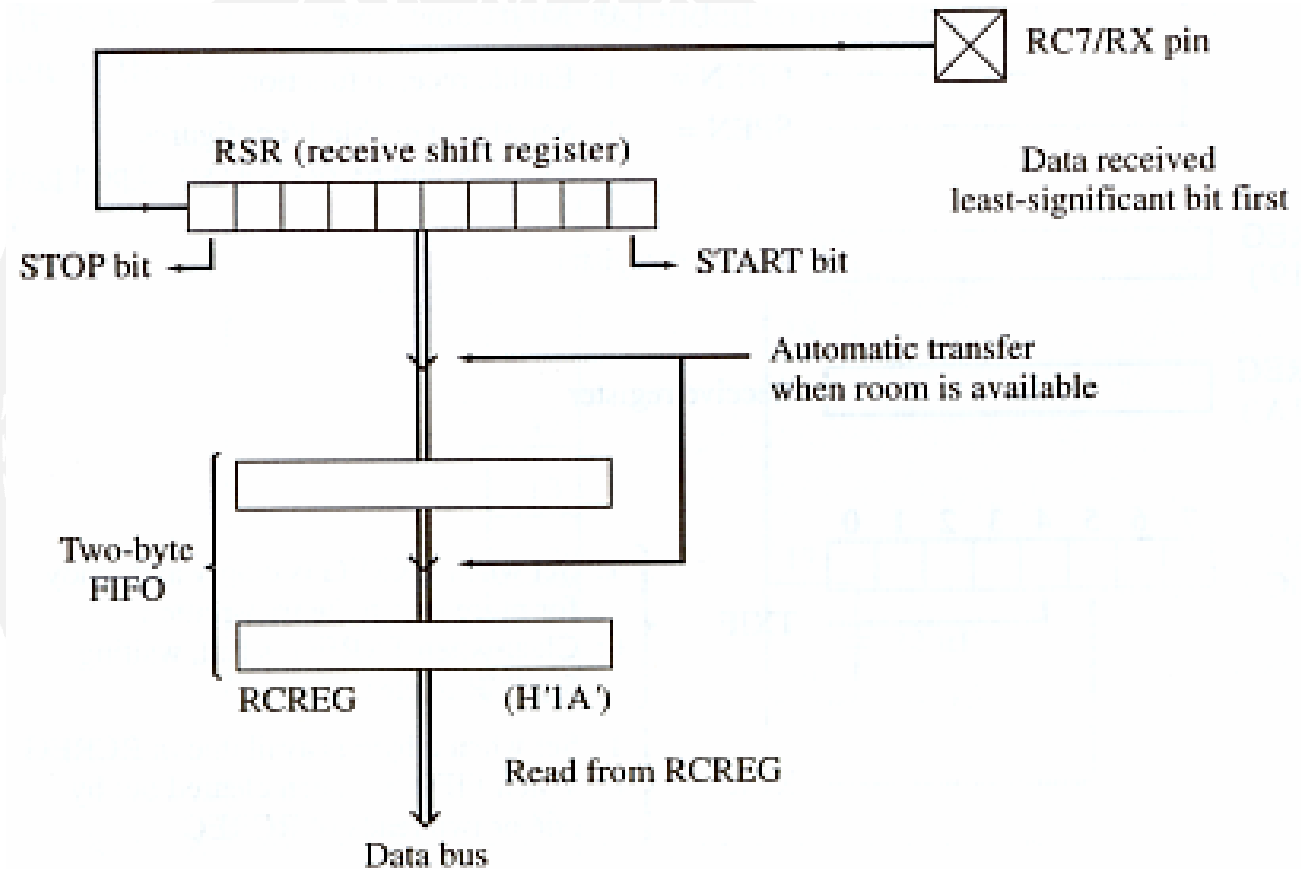 RC7/RX pin
RSR (receive shift register)
Data received
least-significant bit first
STOP bit
START bit
Automatic transfer
when room is available
Two-byte
FIFO
RCREG (H'1A')
Read from RCREG
Data bus